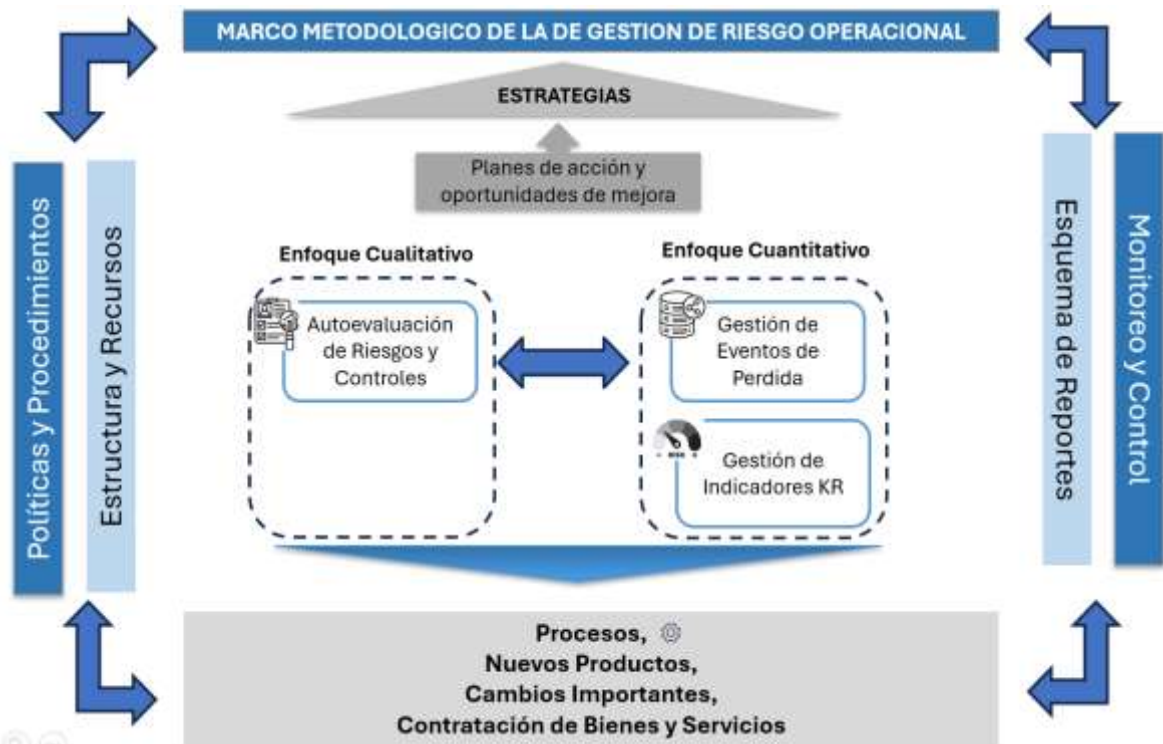 MARCO METODOLOGICO DE LA DE GESTION DE RIESGO OPERACIONAL
ESTRATEGIAS
Planes de acción y
oportunidades de mejora
Políticas y Procedimientos
Estructura y Recursos
Enfoque Cualitativo
Autoevaluación
de Riesgos y
Controles
Enfoque Cuantitativo
Gestión de
Eventos de
Perdida
Gestión de
Indicadores KR
Esquema de Reportes
Monitoreo y Control
Procesos,
Nuevos Productos,
Cambios Importantes,
Contratación de Bienes y Servicios